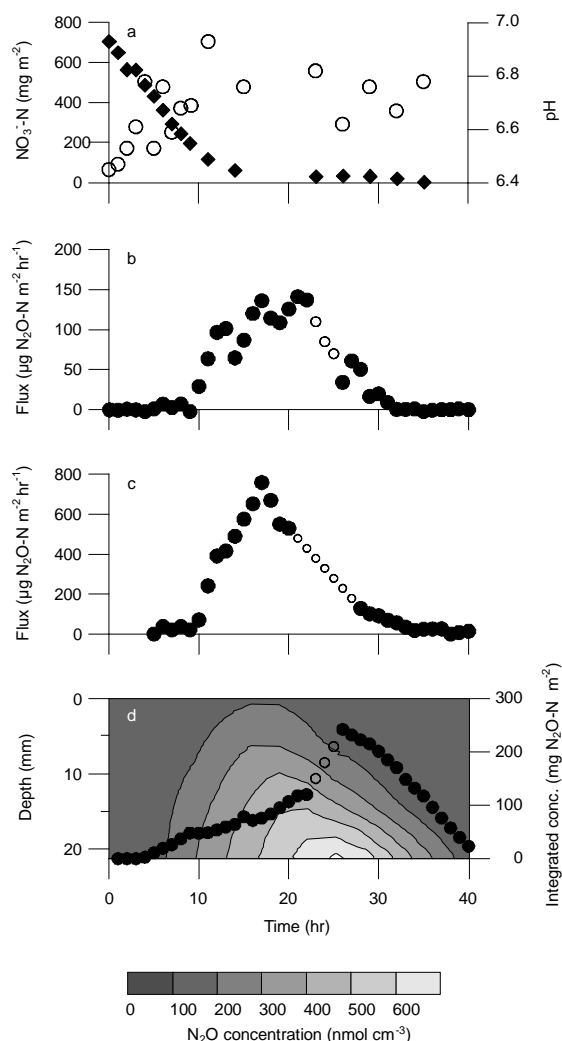 a
800
600
400
200
0
NO₃⁻-N (mg m⁻²)
7.0
6.8
6.6
6.4
pH
b
200
150
100
50
0
Flux (µg N₂O-N m⁻² hr⁻¹)
c
800
600
400
200
0
Flux (µg N₂O-N m⁻² hr⁻¹)
d
0
10
20
Depth (mm)
300
200
100
0
Integrated conc. (mg N₂O-N m⁻²)
0 10 20 30 40
Time (hr)
0 100 200 300 400 500 600
N₂O concentration (nmol cm⁻³)